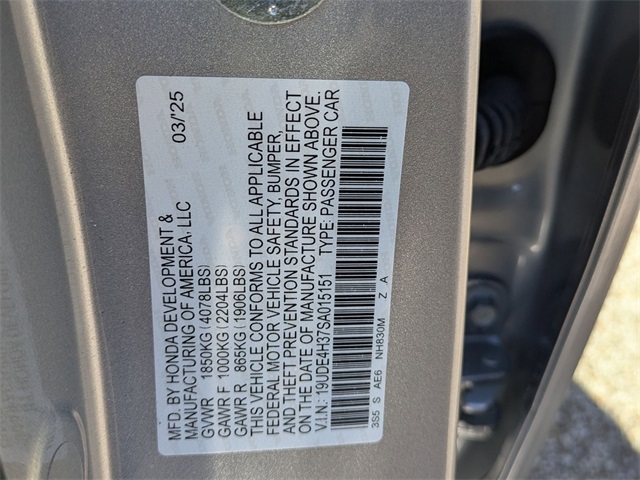 MFD. BY HONDA DEVELOPMENT & 03/'25
MANUFACTURING OF AMERICA, LLC
GVWR 1850KG(4078LBS)
GAWR F 1000KG(2204LBS)
GAWR R 865KG(1906LBS)
THIS VEHICLE CONFORMS TO ALL APPLICABLE
FEDERAL MOTOR VEHICLE SAFETY, BUMPER,
AND THEFT PREVENTION STANDARDS IN EFFECT
ON THE DATE OF MANUFACTURE SHOWN ABOVE.
V.I.N.: 19UDE4H37SA015151 TYPE: PASSENGER CAR
3S5 S AE6 NH830M Z A